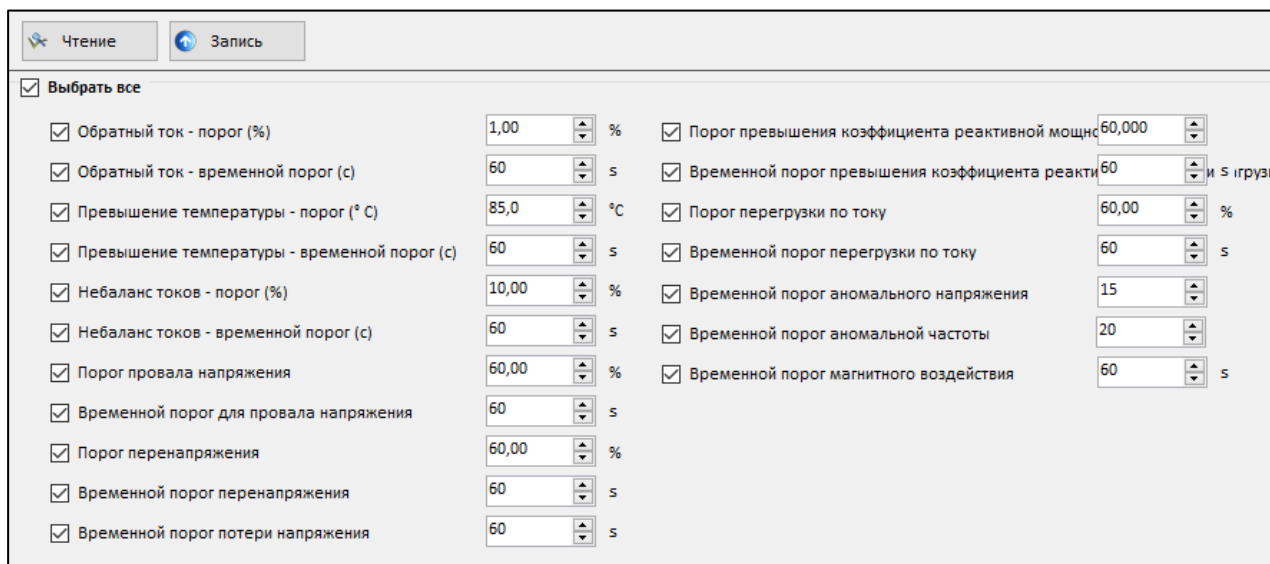 Чтение Запись
Выбрать все
Обратный ток - порог (%) 1,00 %
Обратный ток - временной порог (с) 60 s
Превышение температуры - порог (° C) 85,0 °C
Превышение температуры - временной порог (с) 60 s
Небаланс токов - порог (%) 10,00 %
Небаланс токов - временной порог (с) 60 s
Порог провала напряжения 60,00 %
Временной порог для провала напряжения 60 s
Порог перенапряжения 60,00 %
Временной порог перенапряжения 60 s
Временной порог потери напряжения 60 s
Порог превышения коэффициента реактивной 60,000
Временной порог превышения коэффициента 60 и s
Порог перегрузки по току 60,00 %
Временной порог перегрузки по току 60 s
Временной порог аномального напряжения 15
Временной порог аномальной частоты 20
Временной порог магнитного воздействия 60 s